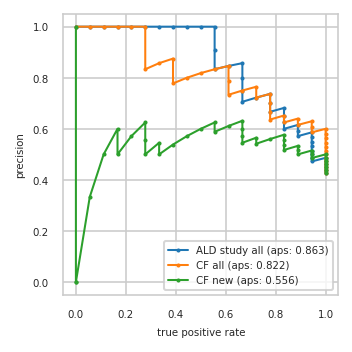 1.0
0.8
0.6
0.4
0.2
0.0
precision
ALD study all (aps: 0.863)
CF all (aps: 0.822)
CF new (aps: 0.556)
0.0 0.2 0.4 0.6 0.8 1.0
true positive rate